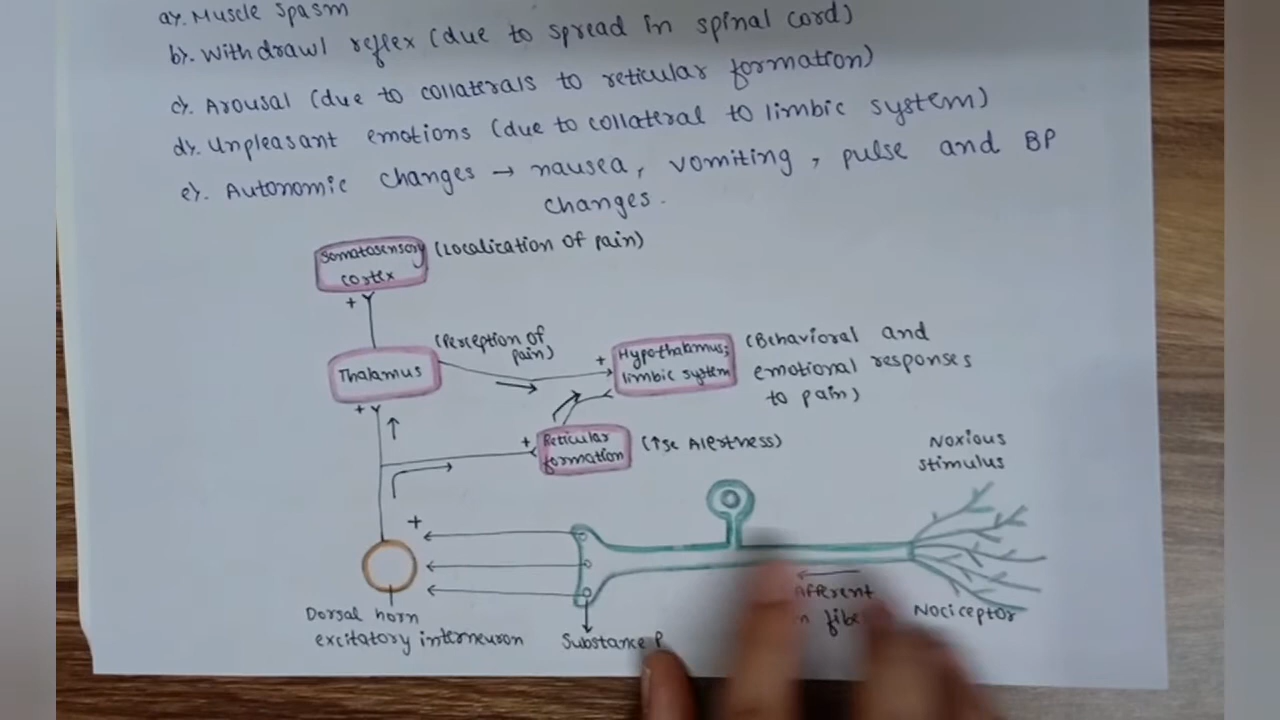 a). Muscle spasm
b). Withdrawl reflex (due to spread in spinal cord)
c). Arousal (due to collaterals to reticular formation)
d). Unpleasant emotions (due to collateral to limbic system)
e). Autonomic changes → nausea, vomiting, pulse and BP
changes.
Somatosensory
cortex
(Localication of pain)
+
Thalamus
(Perception of
pain)
+
Hypothalamus;
limbic system
(Behavioral and
emotional responses
to pain)
+
+
Reticular
formation
(↑se Alertness)
Noxious
stimulus
+
Afferent
Nociceptor
Dorsal horn
excitatory interneuron
Substance P